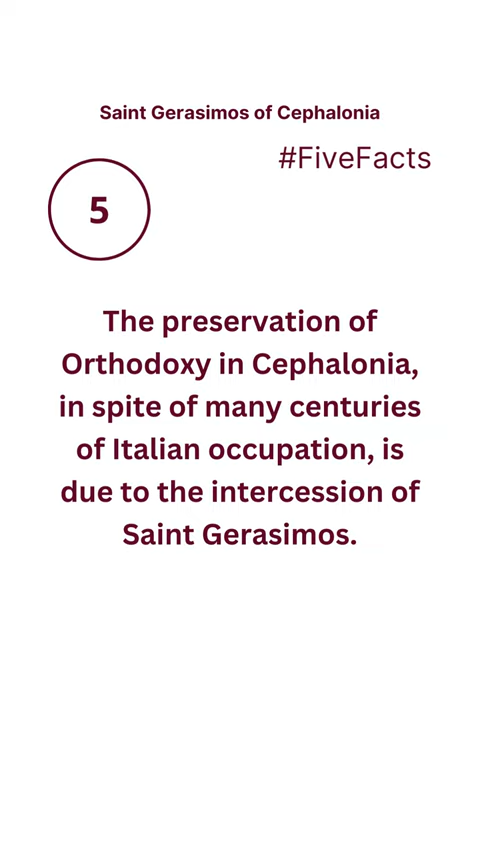 Saint Gerasimos of Cephalonia
#FiveFacts
5
The preservation of
Orthodoxy in Cephalonia,
in spite of many centuries
of Italian occupation, is
due to the intercession of
Saint Gerasimos.